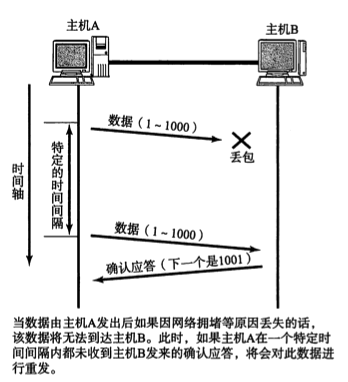 主机A
主机B
数据（1～1000）
丢包
特定的时间间隔
时间轴
数据（1～1000）
确认应答（下一个是1001）
当数据由主机A发出后如果因网络拥堵等原因丢失的话，
该数据将无法到达主机B。此时，如果主机A在一个特定时
间间隔内都未收到主机B发来的确认应答，将会对此数据进
行重发。